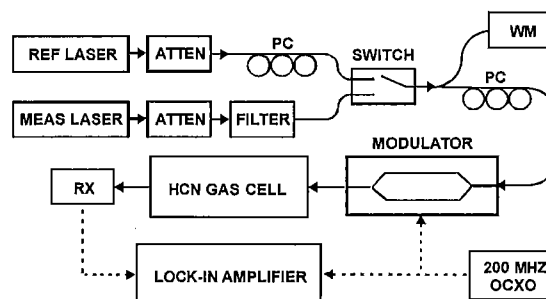 REF LASER
ATTEN
PC
SWITCH
WM
PC
MEAS LASER
ATTEN
FILTER
MODULATOR
RX
HCN GAS CELL
LOCK-IN AMPLIFIER
200 MHZ
OCXO